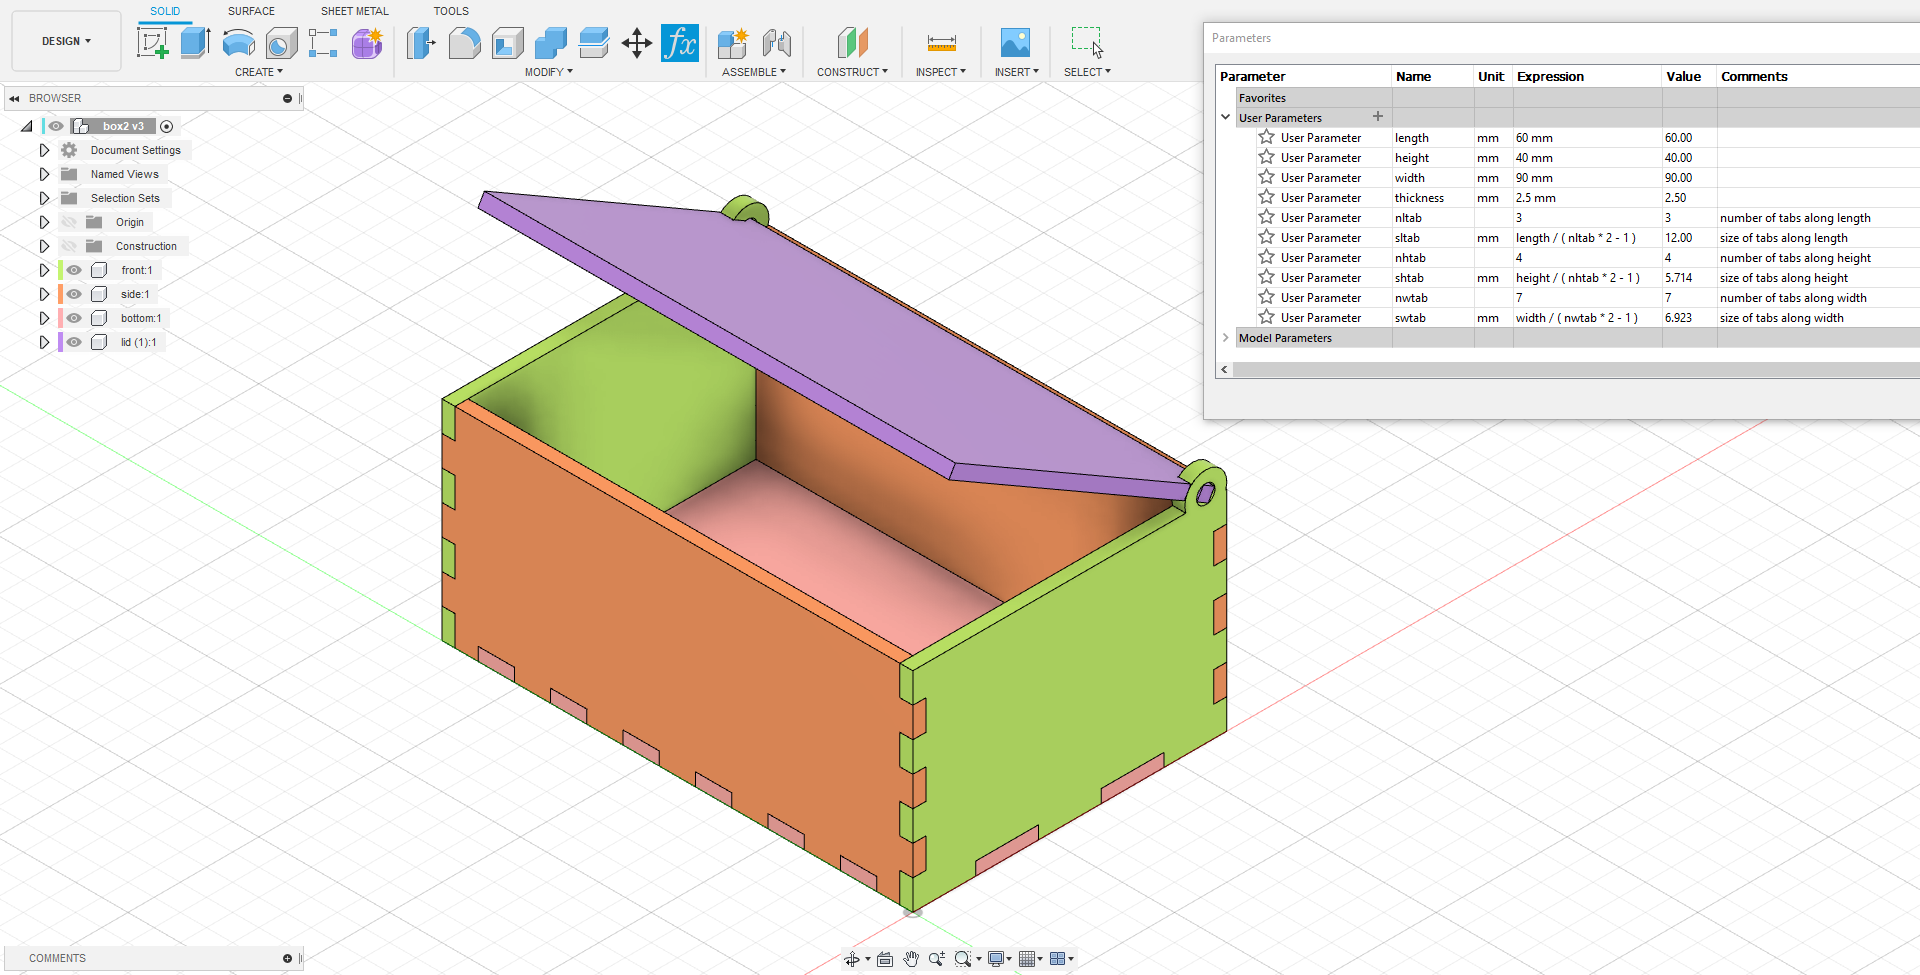 SOLID SURFACE SHEET METAL TOOLS
DESIGN
CREATE MODIFY ASSEMBLE CONSTRUCT INSPECT INSERT SELECT
fx
BROWSER
box2 v3
Document Settings
Named Views
Selection Sets
Origin
Construction
front:1
side:1
bottom:1
lid (1):1
Parameters
Parameter Name Unit Expression Value Comments
Favorites
User Parameters +
User Parameter length mm 60 mm 60.00
User Parameter height mm 40 mm 40.00
User Parameter width mm 90 mm 90.00
User Parameter thickness mm 2.5 mm 2.50
User Parameter nltab 3 3 number of tabs along length
User Parameter sltab mm length / ( nltab * 2 - 1 ) 12.00 size of tabs along length
User Parameter nhtab 4 4 number of tabs along height
User Parameter shtab mm height / ( nhtab * 2 - 1 ) 5.714 size of tabs along height
User Parameter nwtab 7 7 number of tabs along width
User Parameter swtab mm width / ( nwtab * 2 - 1 ) 6.923 size of tabs along width
Model Parameters
COMMENTS